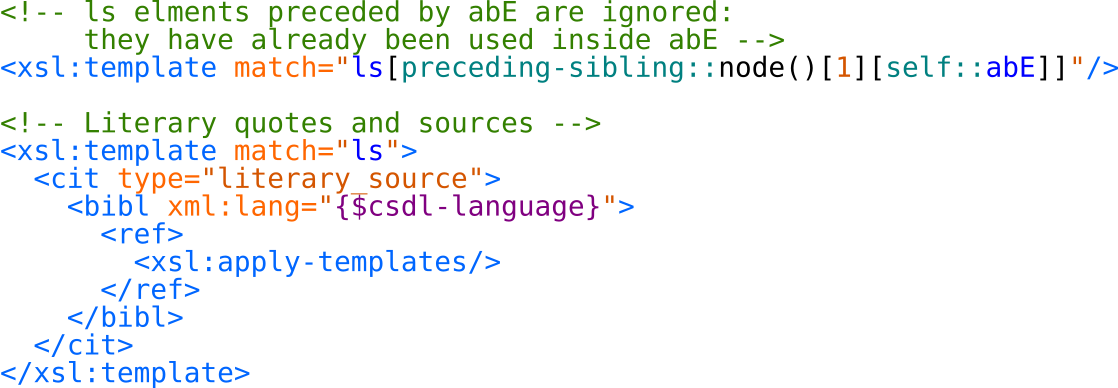 <!-- ls elments preceded by abE are ignored:
     they have already been used inside abE -->
<xsl:template match="ls[preceding-sibling::node()[1][self::abE]]"/>

<!-- Literary quotes and sources -->
<xsl:template match="ls">
  <cit type="literary_source">
    <bibl xml:lang="{$csdl-language}">
      <ref>
        <xsl:apply-templates/>
      </ref>
    </bibl>
  </cit>
</xsl:template>